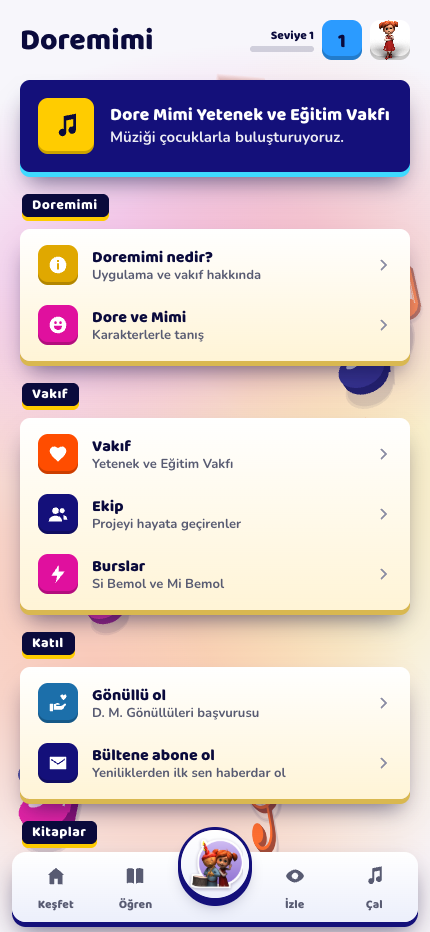 Doremimi
Seviye 1
1
Dore Mimi Yetenek ve Eğitim Vakfı
Müziği çocuklarla buluşturuyoruz.
Doremimi
Doremimi nedir?
Uygulama ve vakıf hakkında
Dore ve Mimi
Karakterlerle tanış
Vakıf
Vakıf
Yetenek ve Eğitim Vakfı
Ekip
Projeyi hayata geçirenler
Burslar
Si Bemol ve Mi Bemol
Katıl
Gönüllü ol
D. M. Gönüllüleri başvurusu
Bültene abone ol
Yeniliklerden ilk sen haberdar ol
Kitaplar
Keşfet
Öğren
İzle
Çal